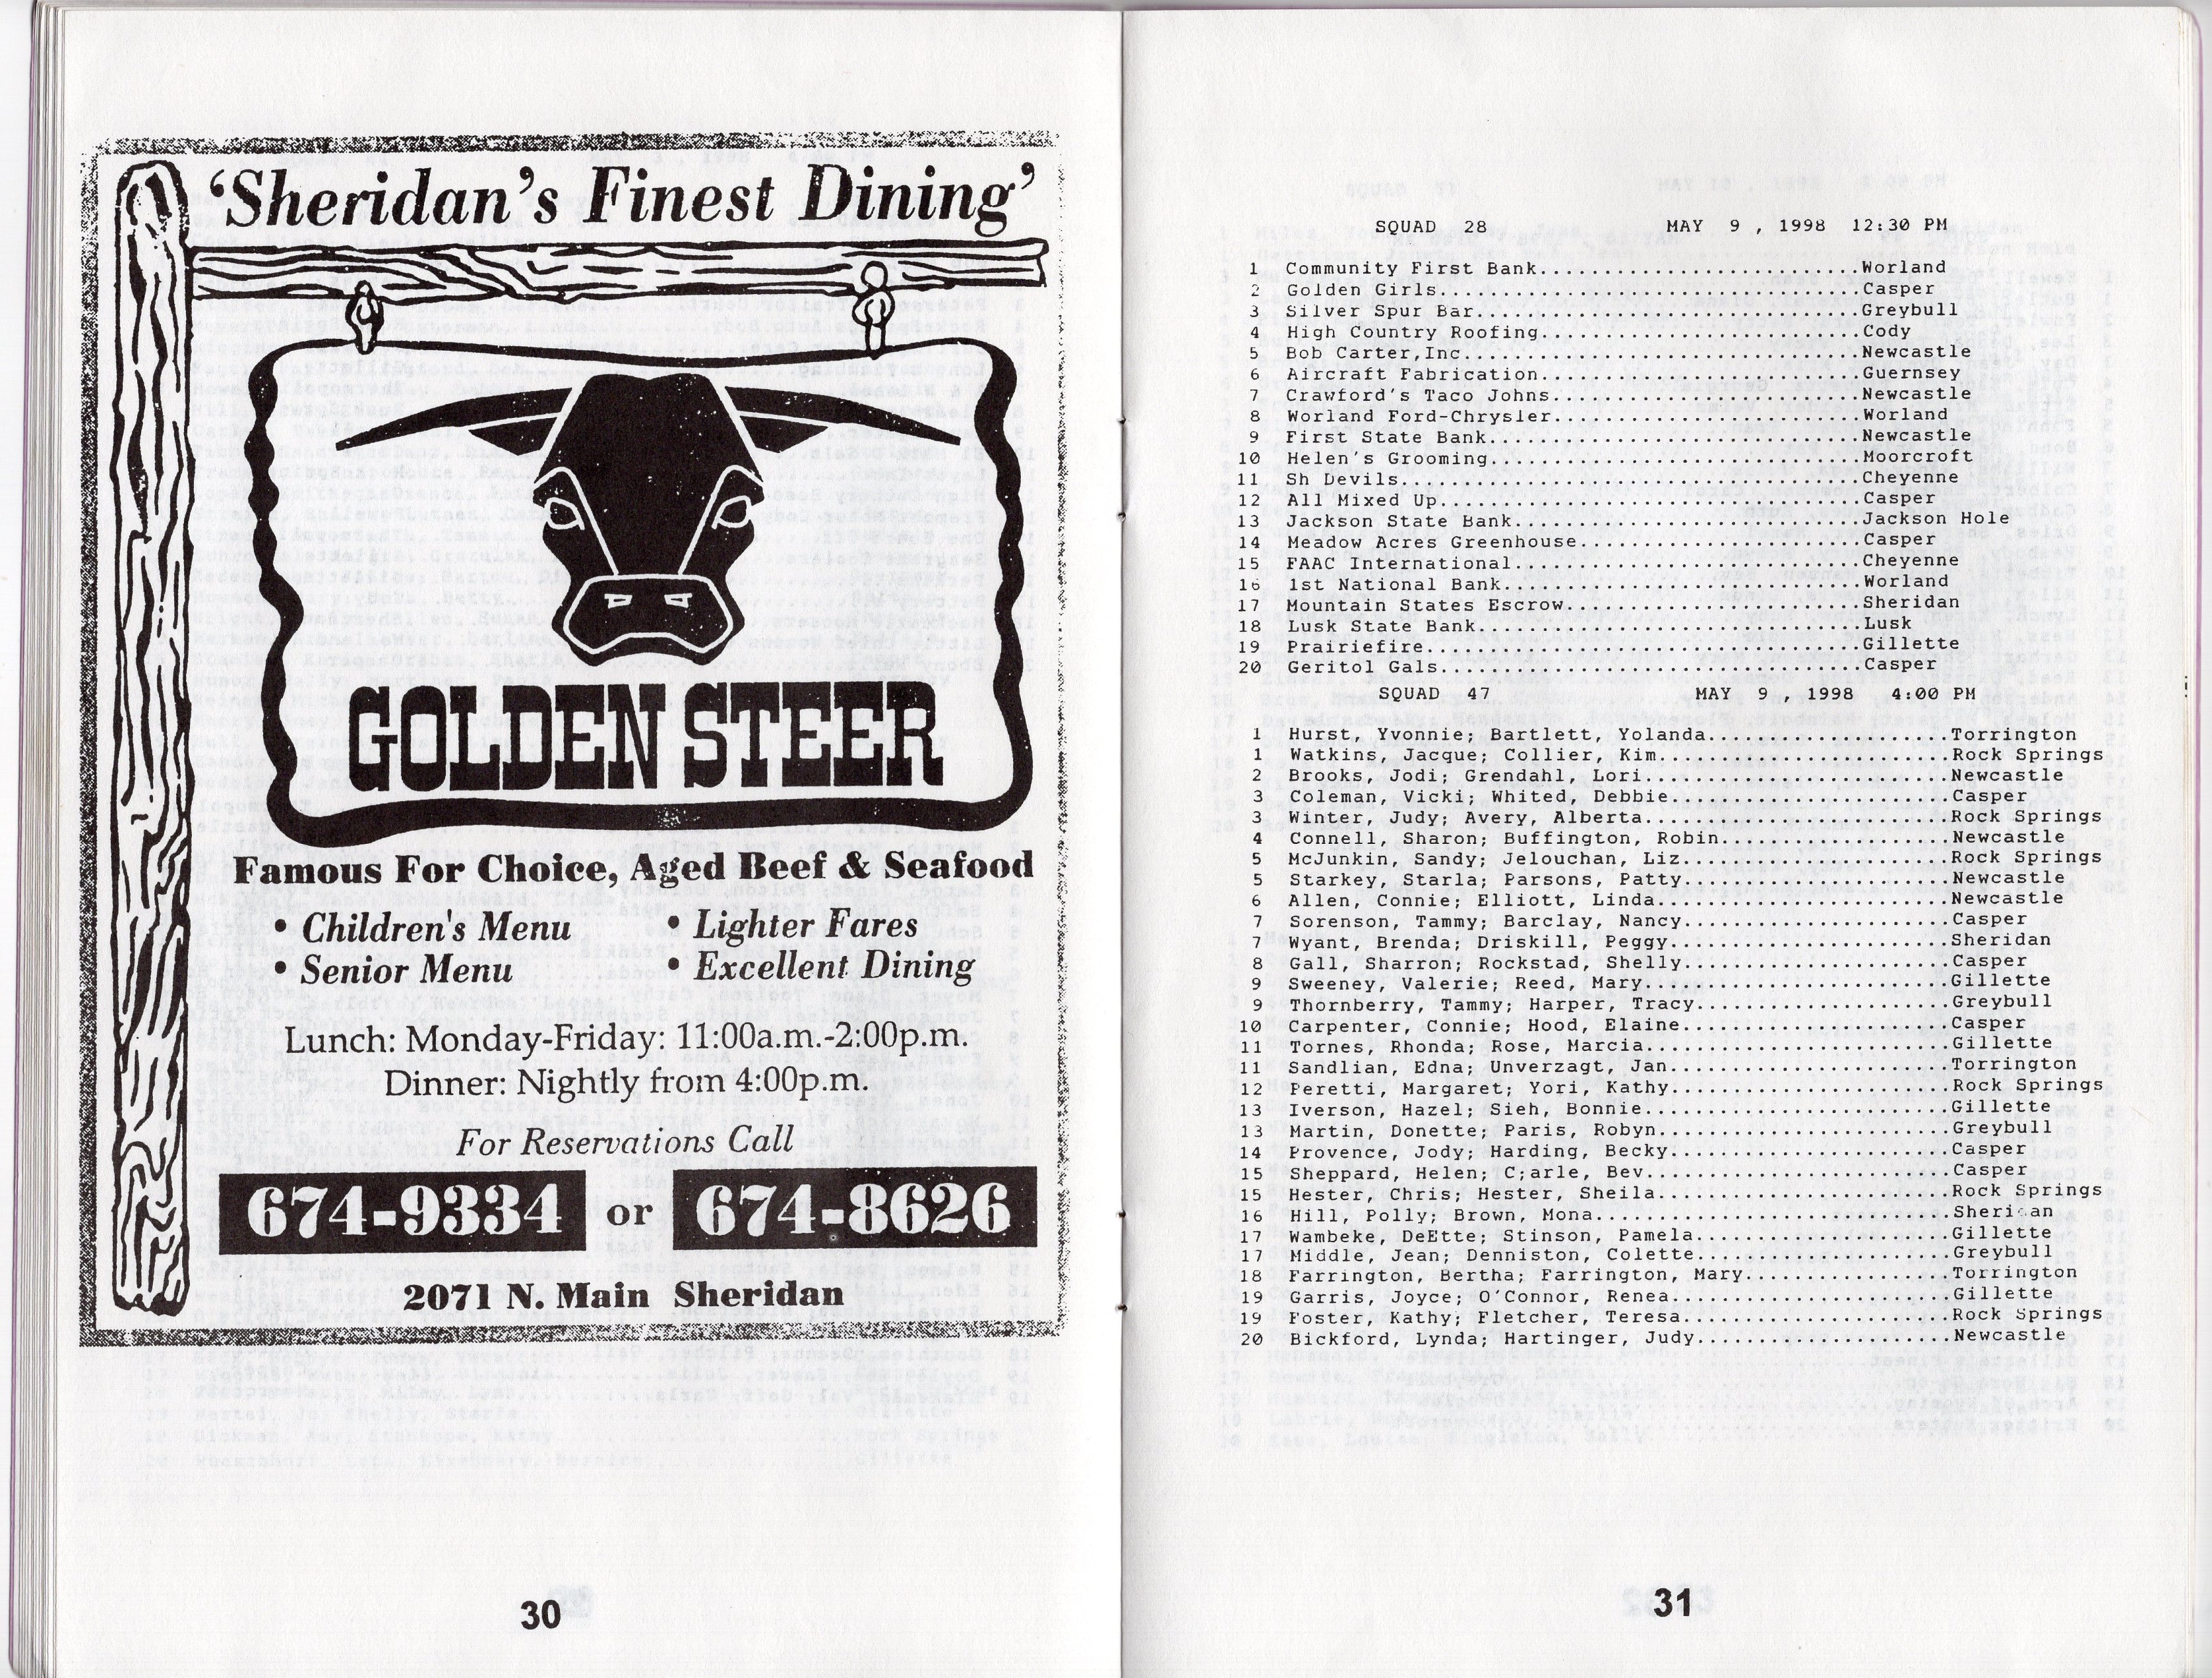 ‘Sheridan’s Finest Dining’
GOLDEN STEER
Famous For Choice, Aged Beef & Seafood
• Children's Menu • Lighter Fares
• Senior Menu • Excellent Dining
Lunch: Monday-Friday: 11:00a.m.-2:00p.m.
Dinner: Nightly from 4:00p.m.
For Reservations Call
674-9334 or 674-8626
2071 N. Main Sheridan
30
SQUAD 28 MAY 9 , 1998 12:30 PM
1 Community First Bank..............................Worland
2 Golden Girls......................................Casper
3 Silver Spur Bar...................................Greybull
4 High Country Roofing..............................Cody
5 Bob Carter,Inc....................................Newcastle
6 Aircraft Fabrication..............................Guernsey
7 Crawford's Taco Johns.............................Newcastle
8 Worland Ford-Chrysler.............................Worland
9 First State Bank..................................Newcastle
10 Helen's Grooming..................................Moorcroft
11 Sh Devils.........................................Cheyenne
12 All Mixed Up......................................Casper
13 Jackson State Bank................................Jackson Hole
14 Meadow Acres Greenhouse...........................Casper
15 FAAC International................................Cheyenne
16 1st National Bank.................................Worland
17 Mountain States Escrow............................Sheridan
18 Lusk State Bank...................................Lusk
19 Prairiefire.......................................Gillette
20 Geritol Gals......................................Casper
SQUAD 47 MAY 9 , 1998 4:00 PM
1 Hurst, Yvonnie; Bartlett, Yolanda...................Torrington
1 Watkins, Jacque; Collier, Kim.......................Rock Springs
2 Brooks, Jodi; Grendahl, Lori........................Newcastle
3 Coleman, Vicki; Whited, Debbie......................Casper
3 Winter, Judy; Avery, Alberta........................Rock Springs
4 Connell, Sharon; Buffington, Robin..................Newcastle
5 McJunkin, Sandy; Jelouchan, Liz.....................Rock Springs
5 Starkey, Starla; Parsons, Patty.....................Newcastle
6 Allen, Connie; Elliott, Linda.......................Newcastle
7 Sorenson, Tammy; Barclay, Nancy.....................Casper
7 Wyant, Brenda; Driskill, Peggy......................Sheridan
8 Gall, Sharron; Rockstad, Shelly.....................Casper
9 Sweeney, Valerie; Reed, Mary........................Gillette
9 Thornberry, Tammy; Harper, Tracy....................Greybull
10 Carpenter, Connie; Hood, Elaine.....................Casper
11 Tornes, Rhonda; Rose, Marcia........................Gillette
11 Sandlian, Edna; Unverzagt, Jan......................Torrington
12 Peretti, Margaret; Yori, Kathy......................Rock Springs
13 Iverson, Hazel; Sieh, Bonnie........................Gillette
13 Martin, Donette; Paris, Robyn.......................Greybull
14 Provence, Jody; Harding, Becky......................Casper
15 Sheppard, Helen; C;arle, Bev........................Casper
15 Hester, Chris; Hester, Sheila.......................Rock Springs
16 Hill, Polly; Brown, Mona............................Sheridan
17 Wambeke, DeEtte; Stinson, Pamela....................Gillette
17 Middle, Jean; Denniston, Colette....................Greybull
18 Farrington, Bertha; Farrington, Mary................Torrington
19 Garris, Joyce; O'Connor, Renea......................Gillette
19 Foster, Kathy; Fletcher, Teresa.....................Rock Springs
20 Bickford, Lynda; Hartinger, Judy....................Newcastle
31